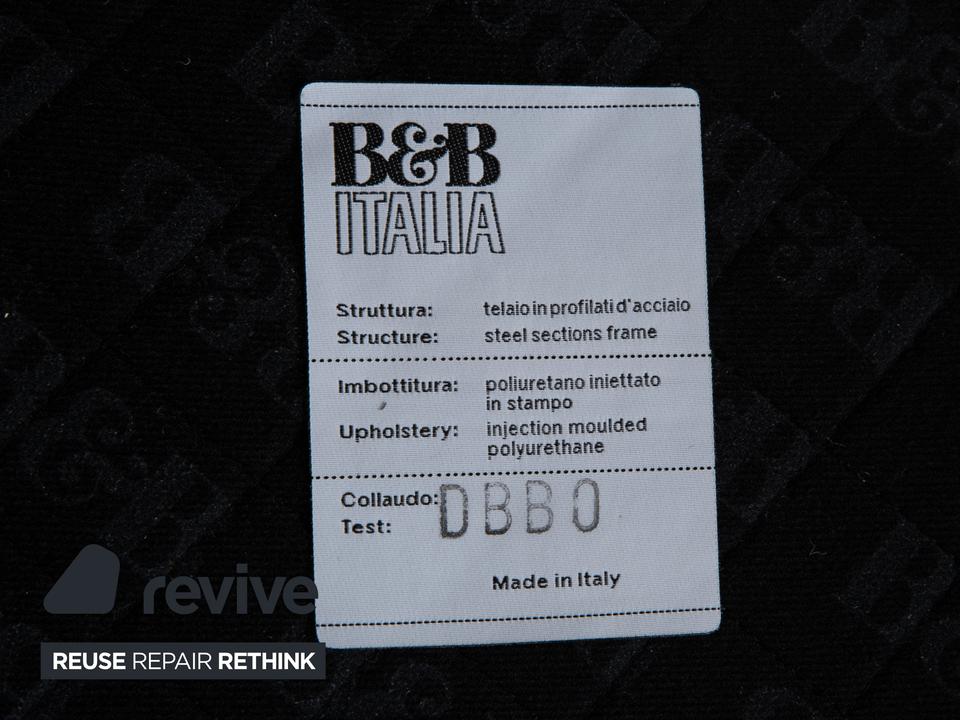 B&B
ITALIA
Struttura: telaio in profilati d'acciaio
Structure: steel sections frame
Imbottitura: poliuretano iniettato
in stampo
Upholstery: injection moulded
polyurethane
Collaudo: DBBO
Test:
Made in Italy
revive
REUSE REPAIR RETHINK